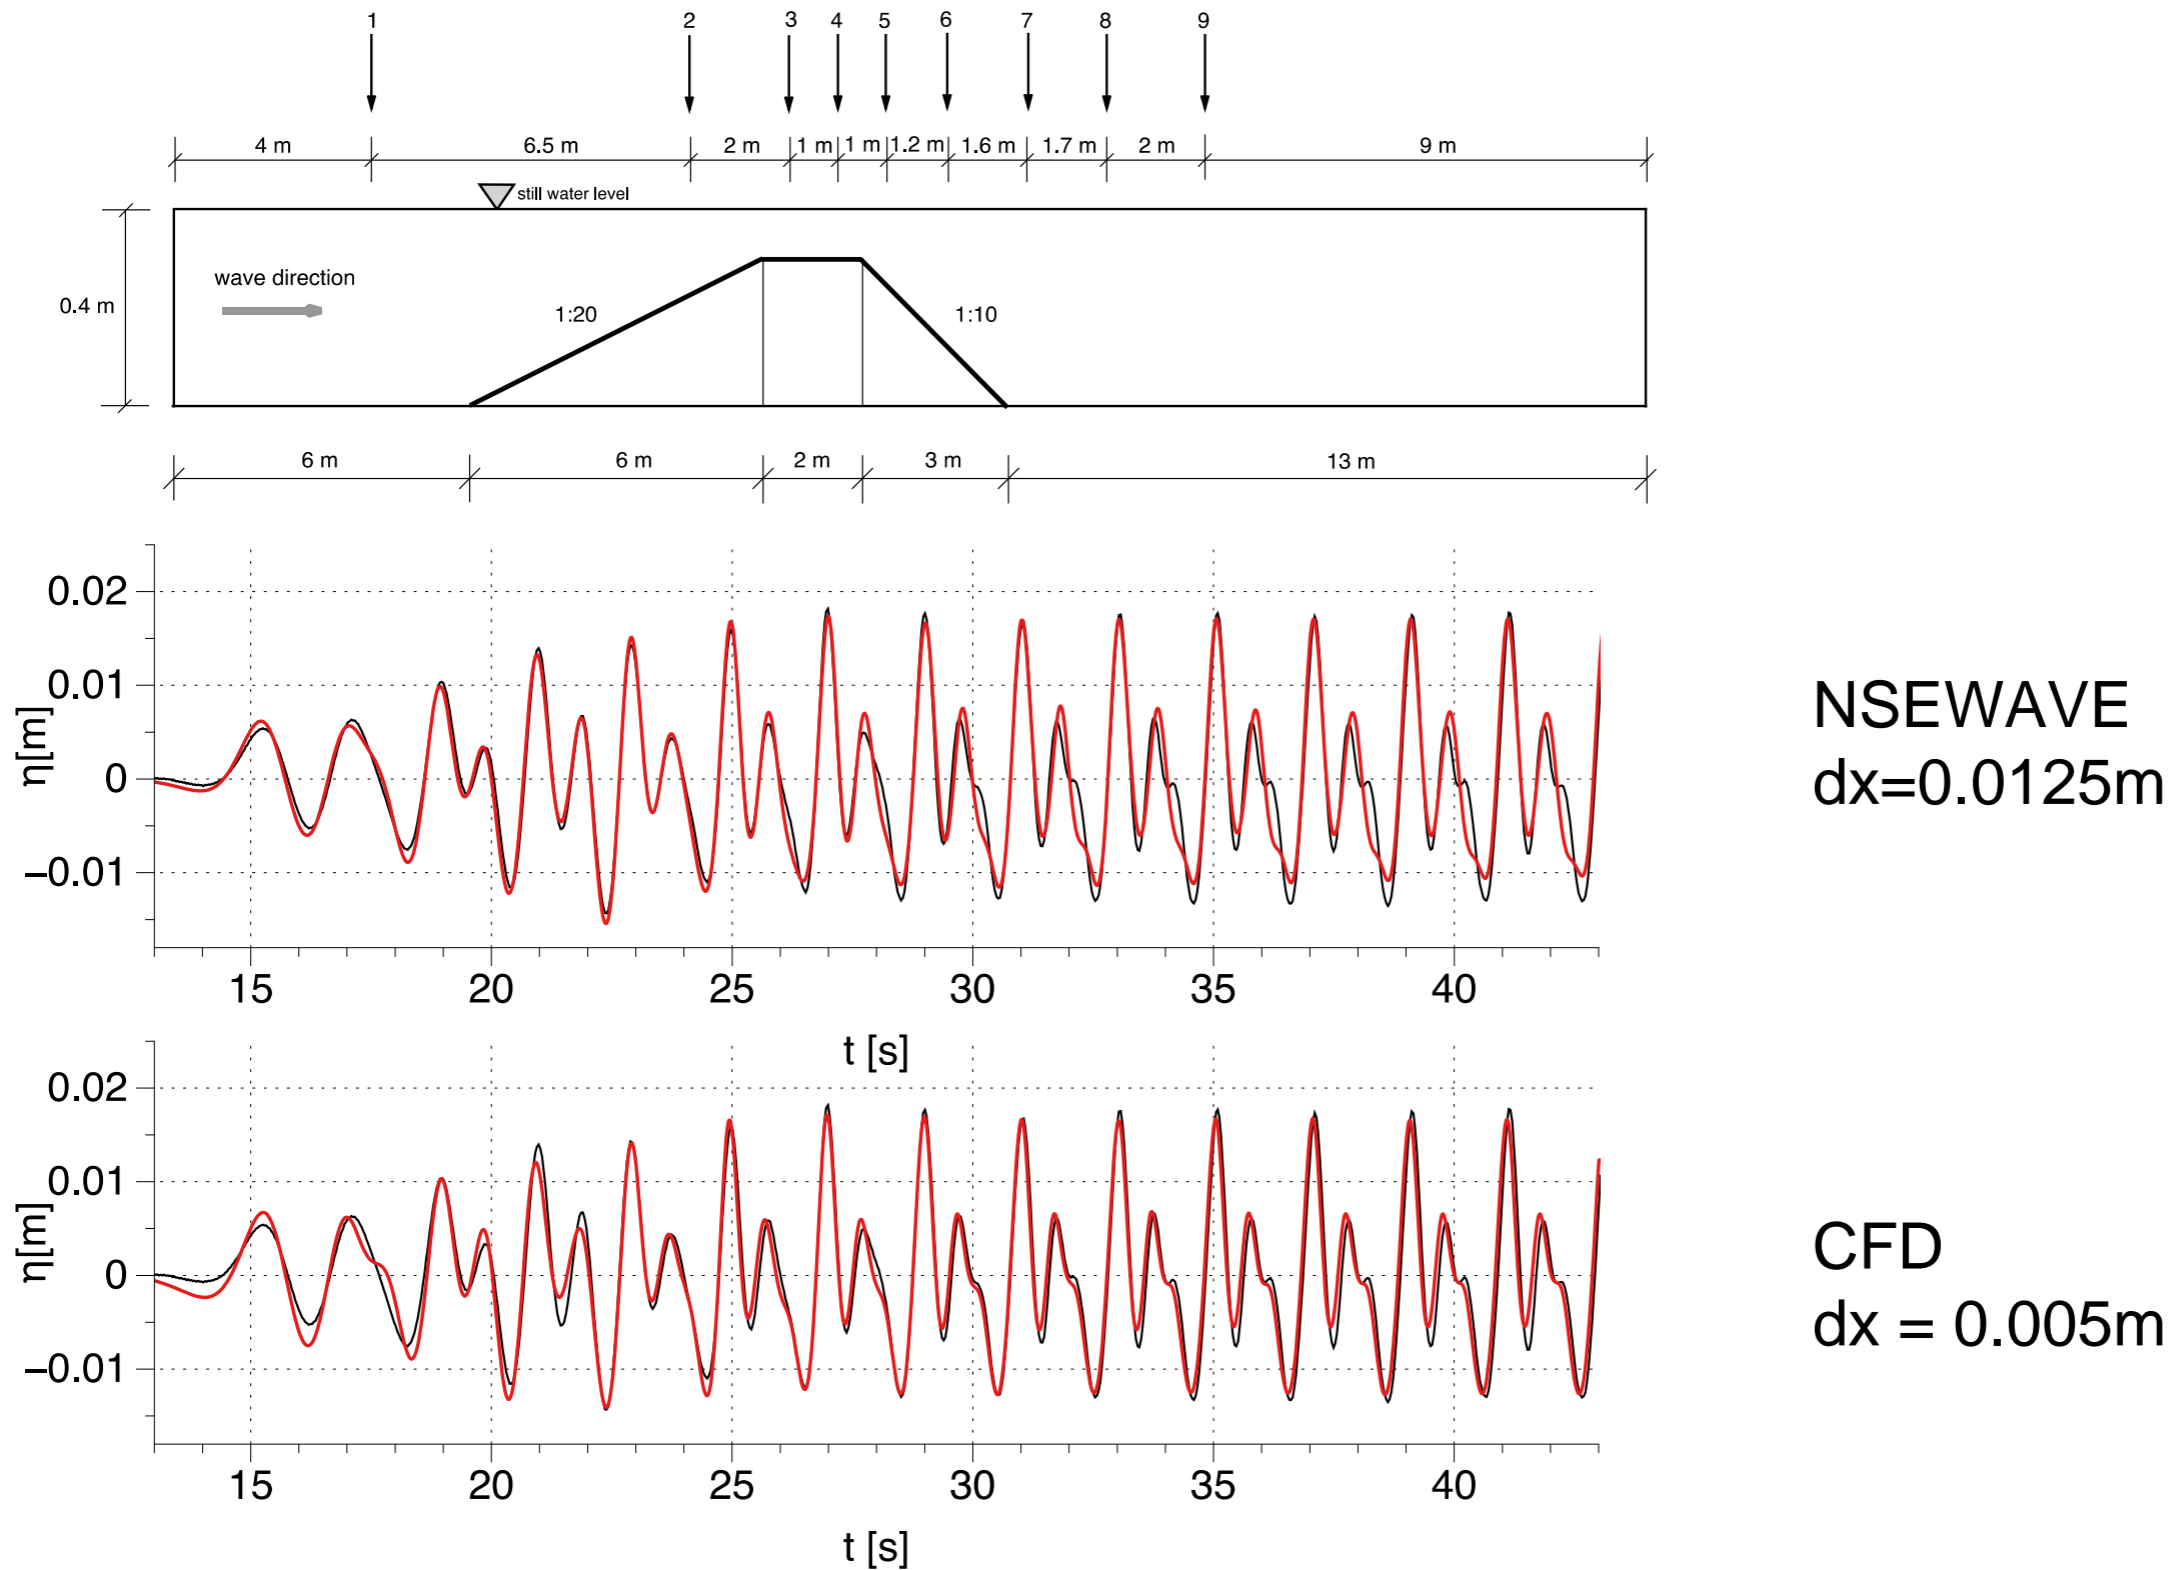 1 2 3 4 5 6 7 8 9
4 m 6.5 m 2 m 1 m 1 m 1.2 m 1.6 m 1.7 m 2 m 9 m
still water level
wave direction
0.4 m
1:20
1:10
6 m 6 m 2 m 3 m 13 m
0.02
0.01
0
−0.01
η[m]
15 20 25 30 35 40
t [s]
NSEWAVE
dx=0.0125m
0.02
0.01
0
−0.01
η[m]
15 20 25 30 35 40
t [s]
CFD
dx = 0.005m